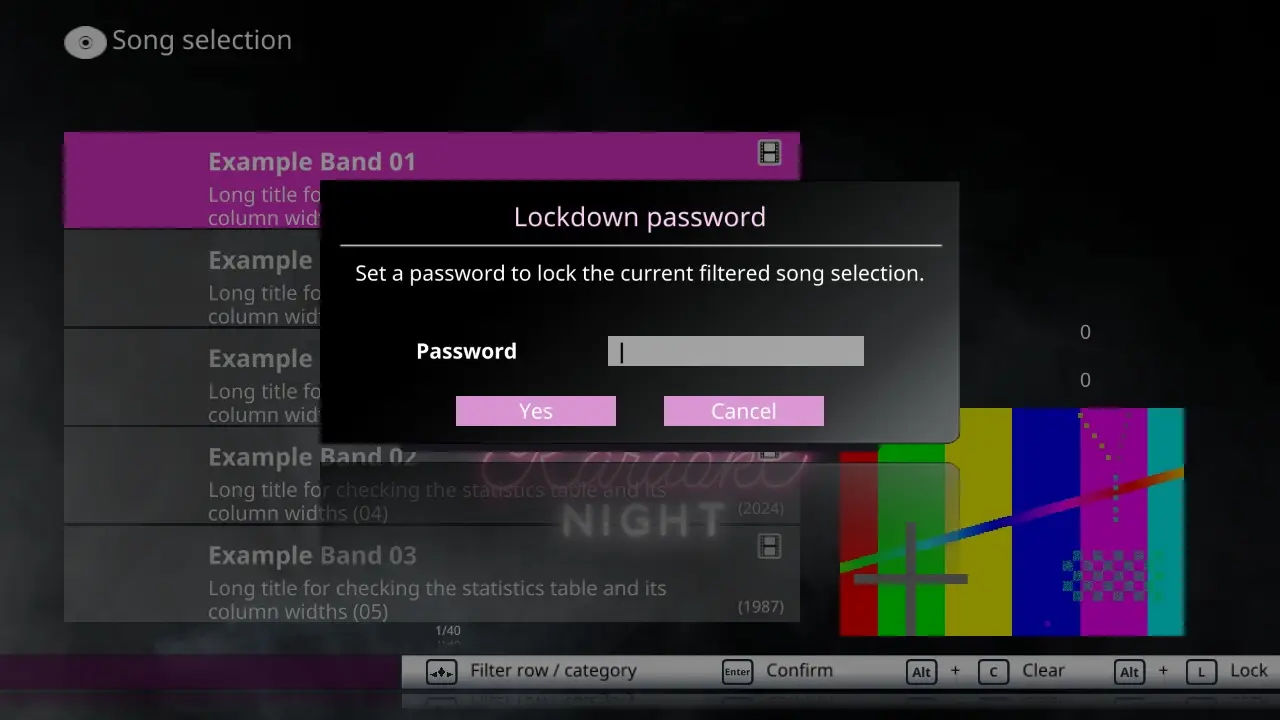 Song selection
Example Band 01
Long title fo
column wid
Example
Long title fo
column widt
Example
Long title fo
column widt
Example Band 02
Long title for checking the statistics table and its
column widths (04)
(2024)
Example Band 03
Long title for checking the statistics table and its
column widths (05)
(1987)
1/40
Lockdown password
Set a password to lock the current filtered song selection.
Password
Yes
Cancel
Karaoke
NIGHT
0
0
Filter row / category
Enter Confirm
Alt + C Clear
Alt + L Lock